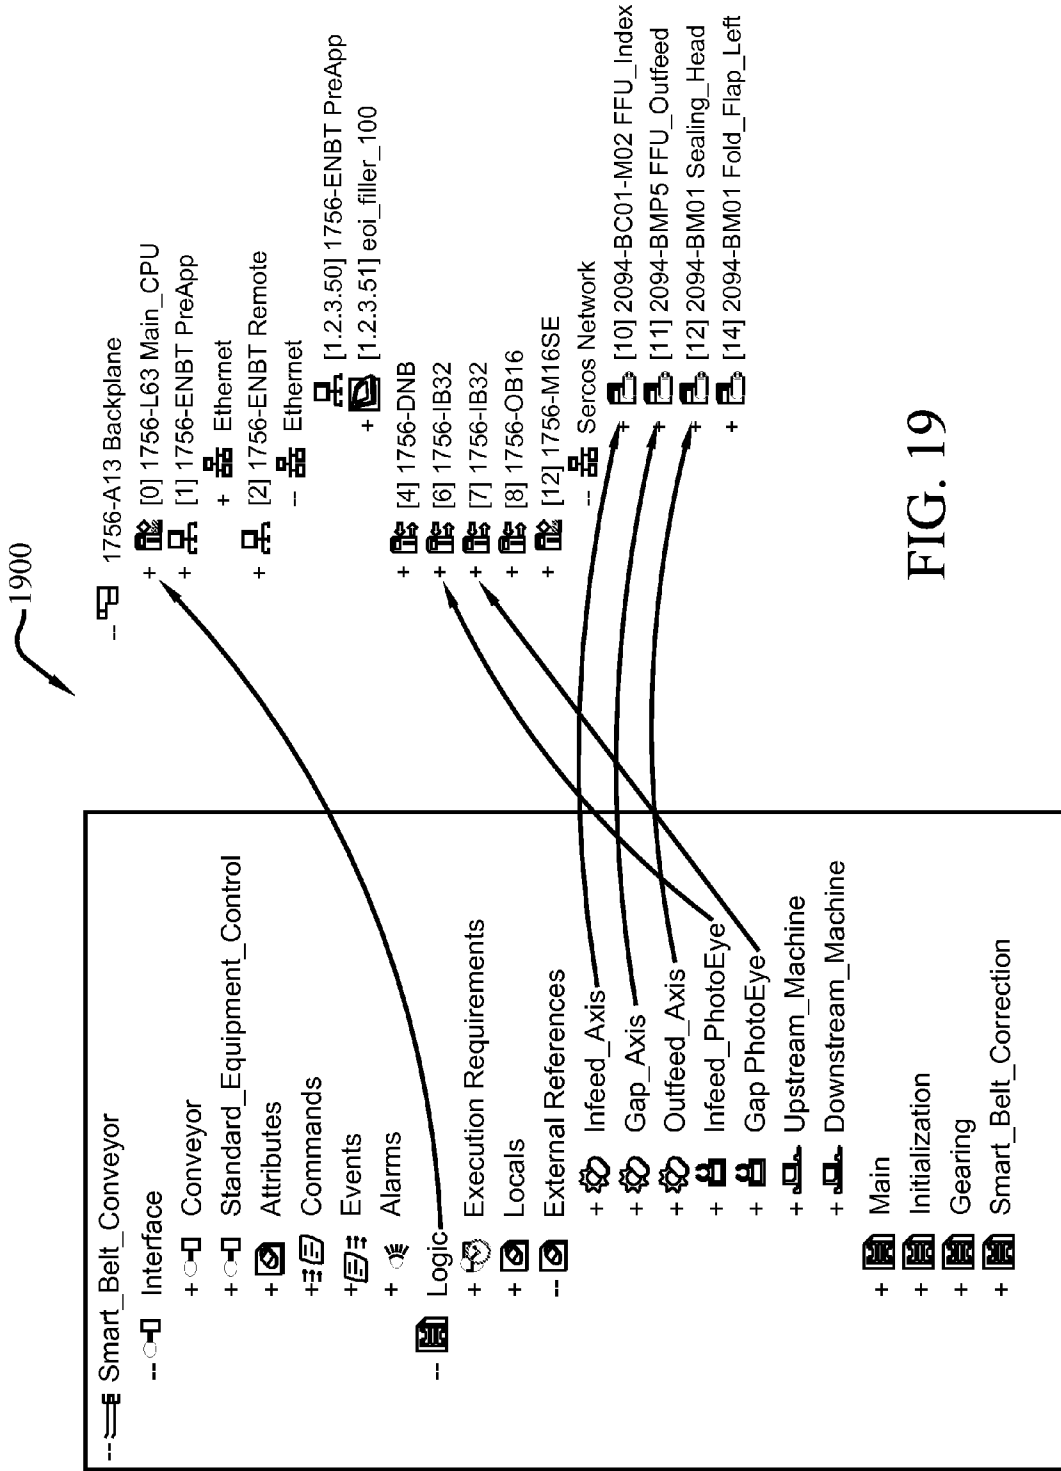 1900
-- Smart_Belt_Conveyor
-- Interface
+ Conveyor
+ Standard_Equipment_Control
+ Attributes
+ Commands
+ Events
+ Alarms
-- Logic
+ Execution Requirements
+ Locals
-- External References
+ Infeed_Axis
+ Gap_Axis
+ Outfeed_Axis
+ Infeed_PhotoEye
+ Gap PhotoEye
+ Upstream_Machine
+ Downstream_Machine
+ Main
+ Initialization
+ Gearing
+ Smart_Belt_Correction
-- 1756-A13 Backplane
+ [0] 1756-L63 Main_CPU
+ [1] 1756-ENBT PreApp
+ Ethernet
+ [2] 1756-ENBT Remote
-- Ethernet
[1.2.3.50] 1756-ENBT PreApp
+ [1.2.3.51] eoi_filler_100
+ [4] 1756-DNB
+ [6] 1756-IB32
+ [7] 1756-IB32
+ [8] 1756-OB16
+ [12] 1756-M16SE
-- Sercos Network
+ [10] 2094-BC01-M02 FFU_Index
+ [11] 2094-BMP5 FFU_Outfeed
+ [12] 2094-BM01 Sealing_Head
+ [14] 2094-BM01 Fold_Flap_Left
FIG. 19